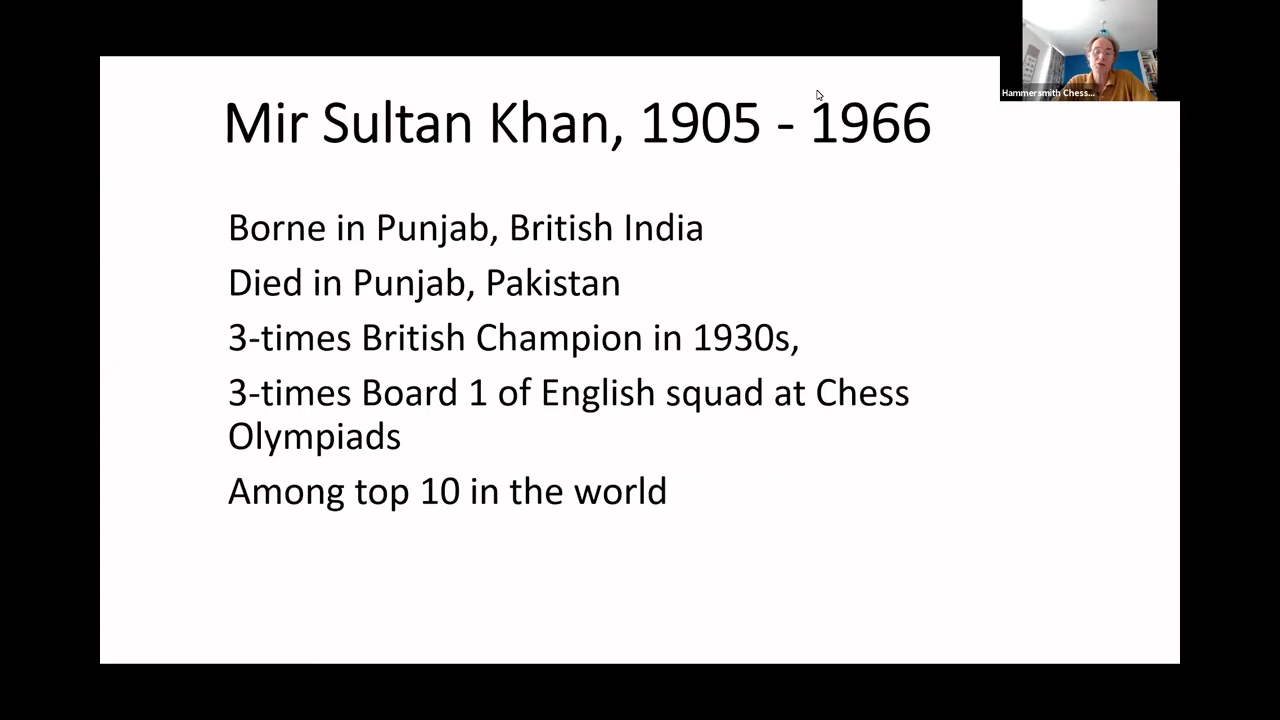 Hammersmith Chess...
Mir Sultan Khan, 1905 - 1966
Borne in Punjab, British India
Died in Punjab, Pakistan
3-times British Champion in 1930s,
3-times Board 1 of English squad at Chess
Olympiads
Among top 10 in the world